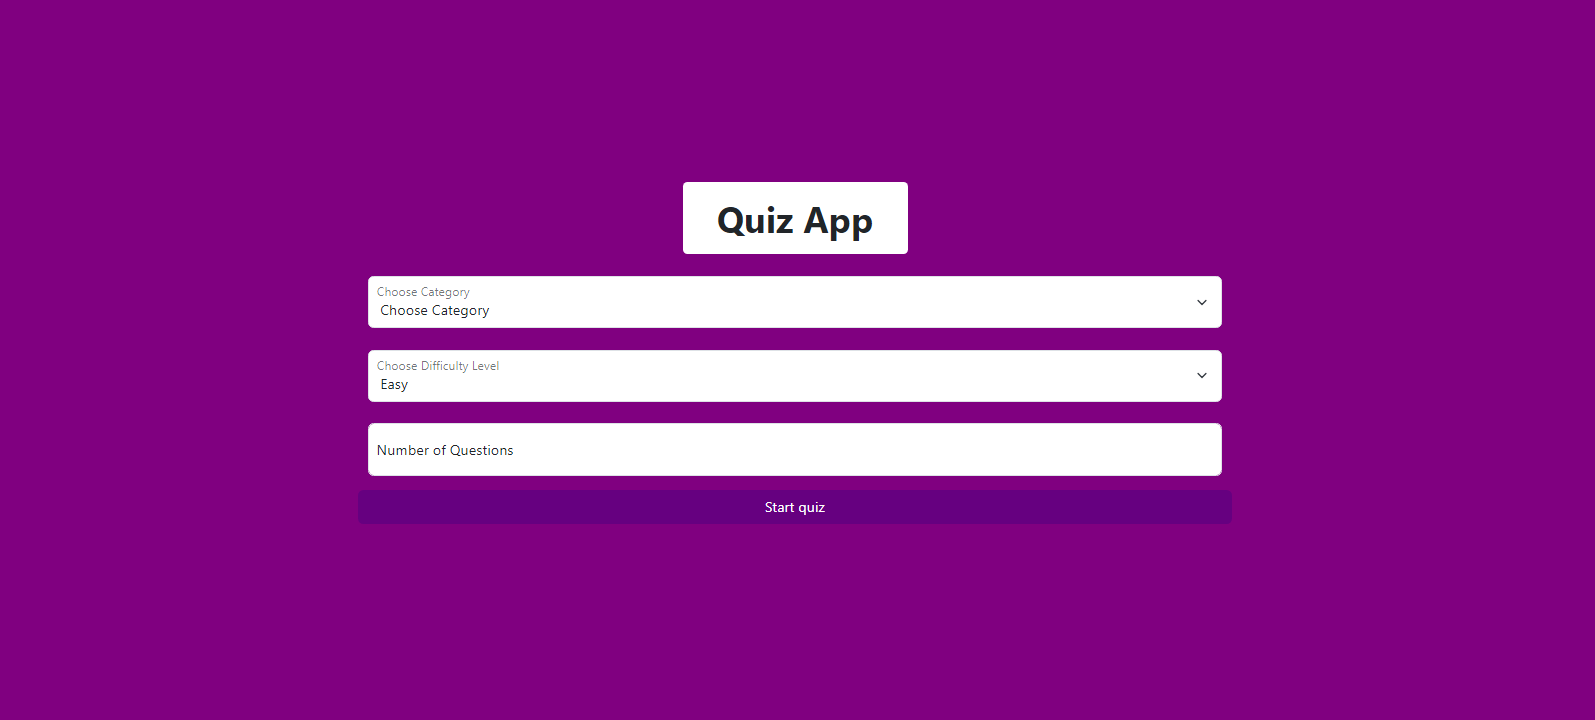 Quiz App
Choose Category
Choose Category
Choose Difficulty Level
Easy
Number of Questions
Start quiz